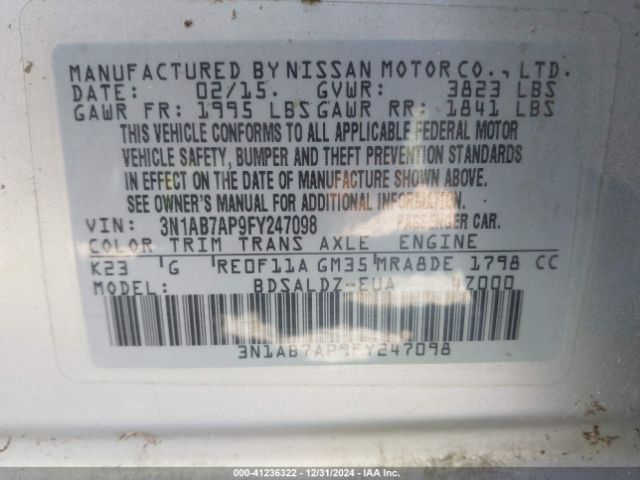 MANUFACTURED BY NISSAN MOTOR CO., LTD.
DATE: 02/15. GVWR: 3823 LBS
GAWR FR: 1995 LBS GAWR RR: 1841 LBS
THIS VEHICLE CONFORMS TO ALL APPLICABLE FEDERAL MOTOR
VEHICLE SAFETY, BUMPER AND THEFT PREVENTION STANDARDS
IN EFFECT ON THE DATE OF MANUFACTURE SHOWN ABOVE.
SEE OWNER'S MANUAL FOR ADDITIONAL INFORMATION.
VIN: 3N1AB7AP9FY247098 PASSENGER CAR.
COLOR TRIM TRANS AXLE ENGINE
K23 G RE0F11A GM35 MRA8DE 1798 CC
MODEL: BDSALDZ-EUA 4Z000
3N1AB7AP9FY247098
000-41236322 - 12/31/2024 - IAA Inc.